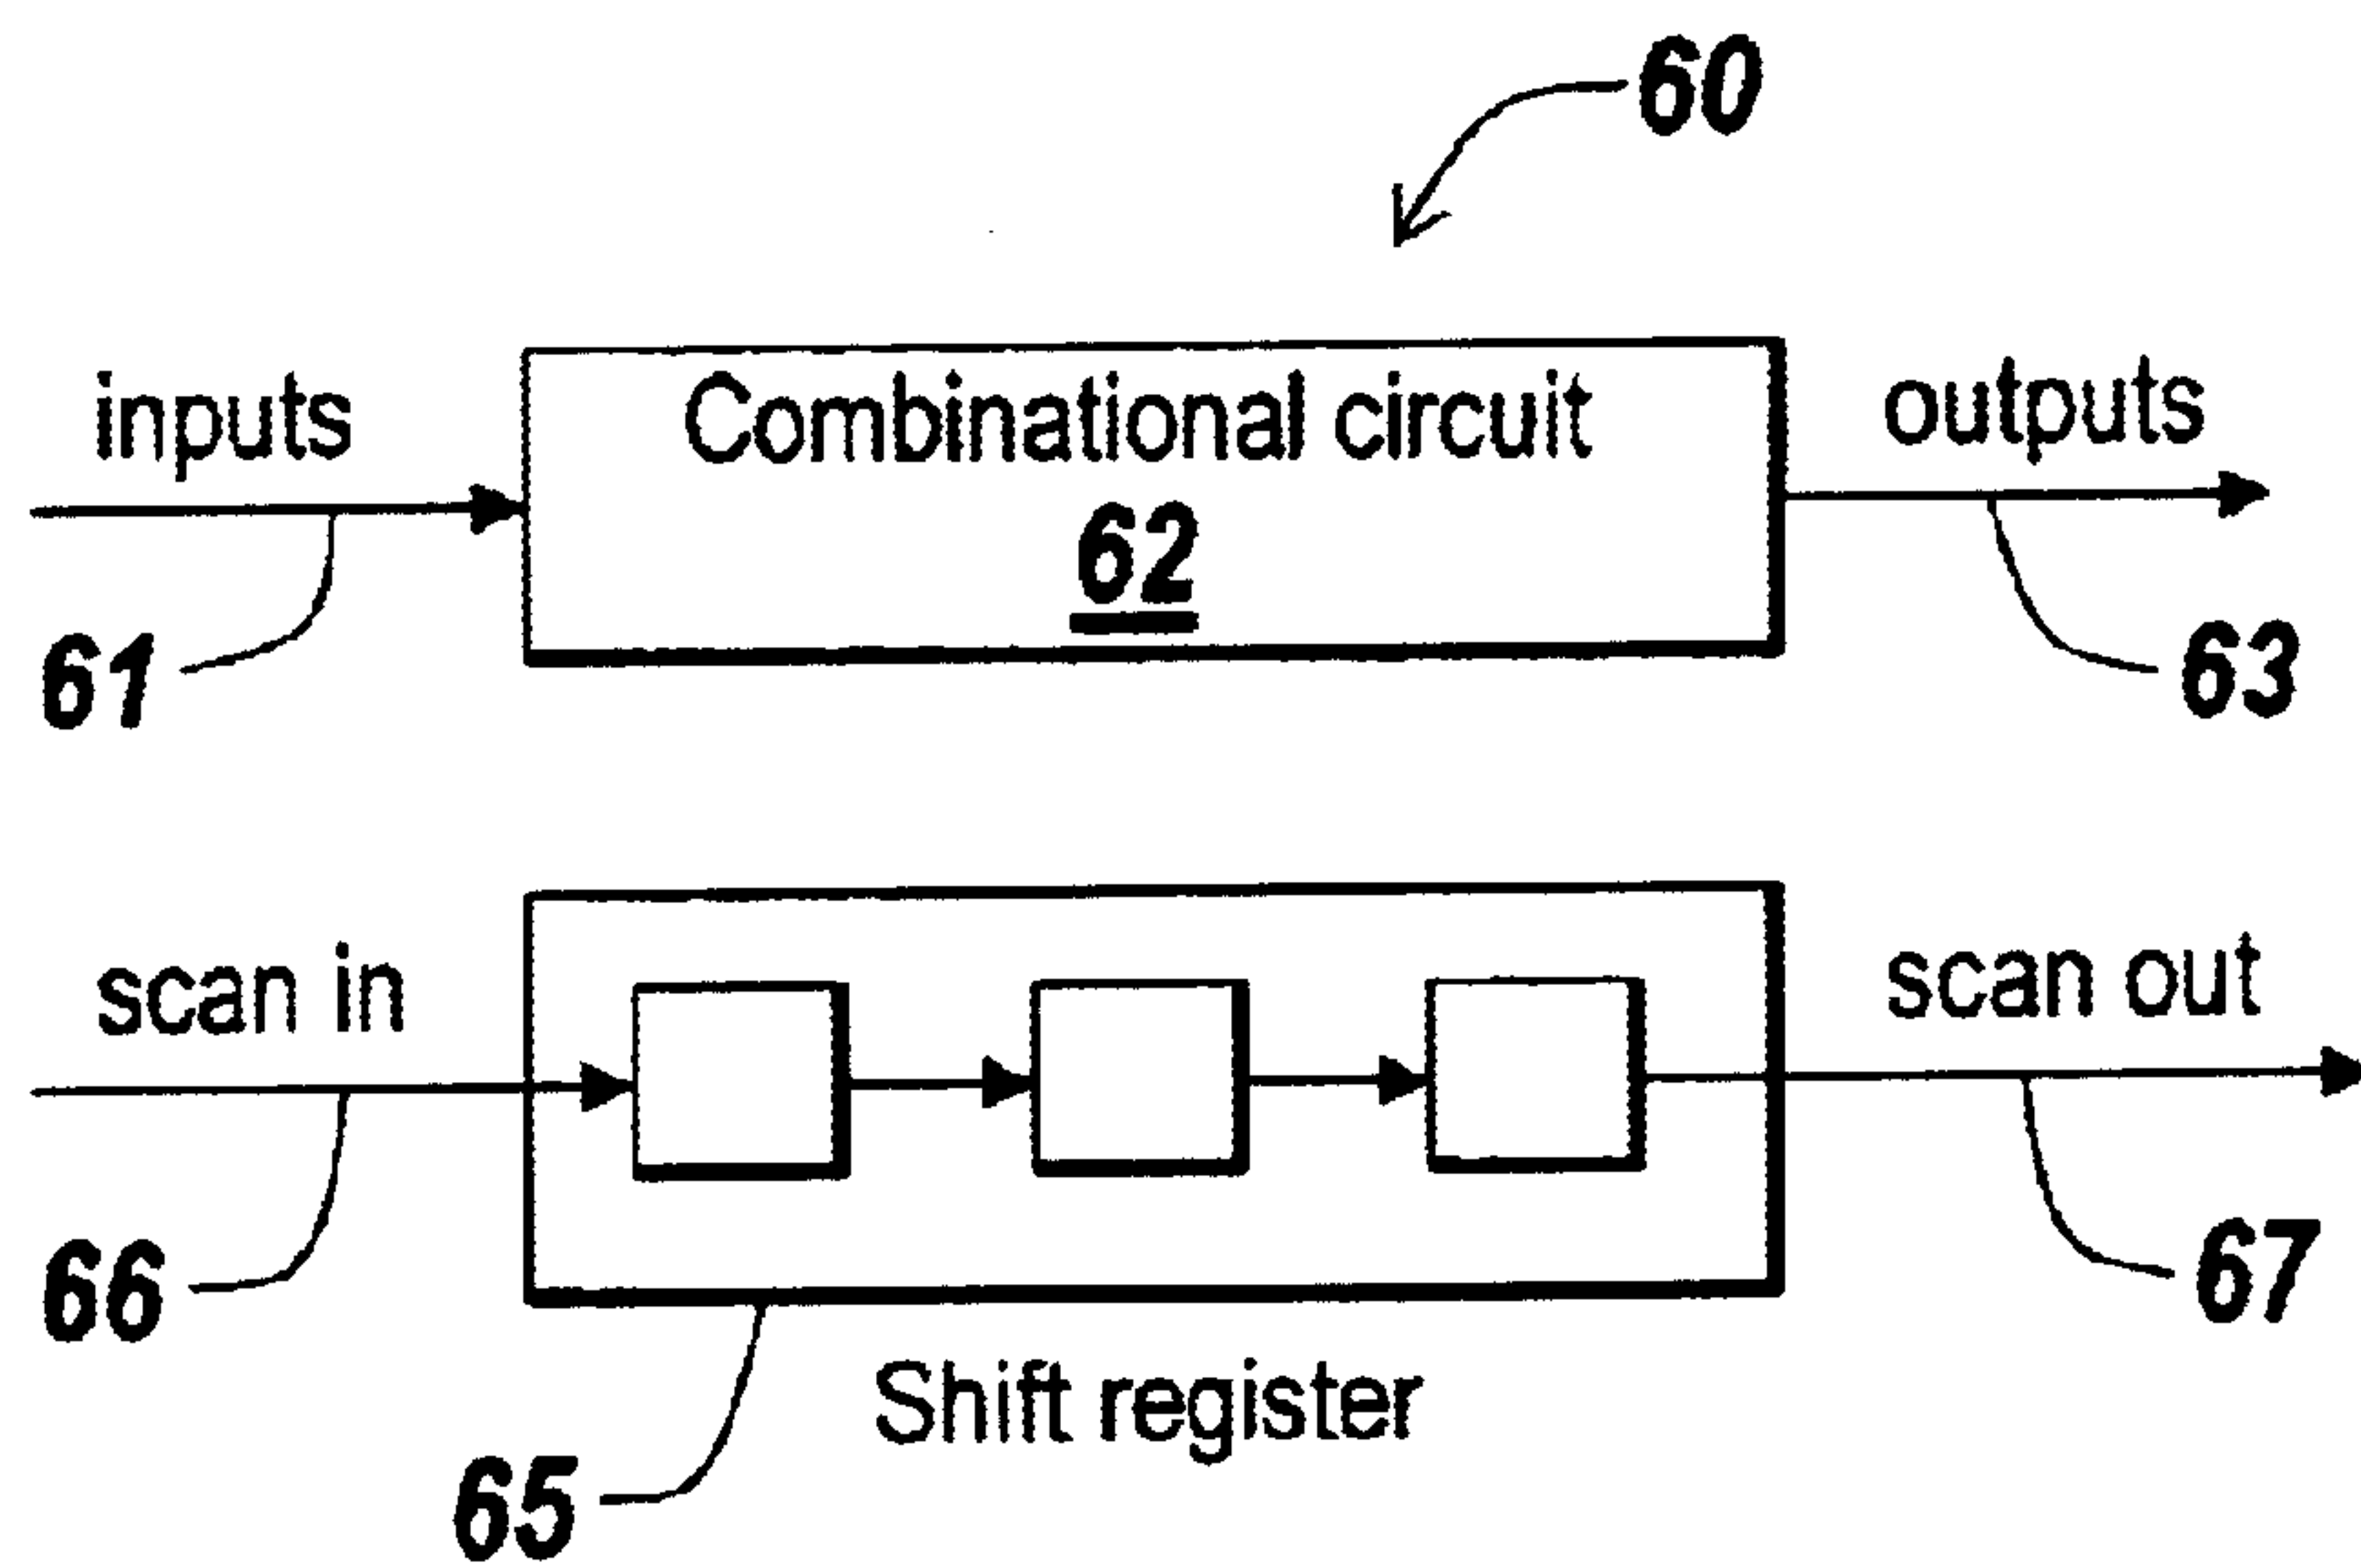 60
inputs
Combinational circuit
outputs
62
61
63
scan in
scan out
66
67
Shift register
65